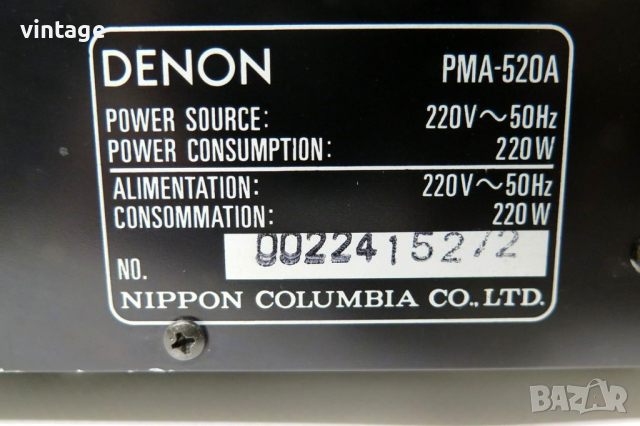 vintage
DENON PMA-520A
POWER SOURCE: 220V～50Hz
POWER CONSUMPTION: 220W
ALIMENTATION: 220V～50Hz
CONSOMMATION: 220W
NO. 0022415272
NIPPON COLUMBIA CO., LTD.
BAZAR